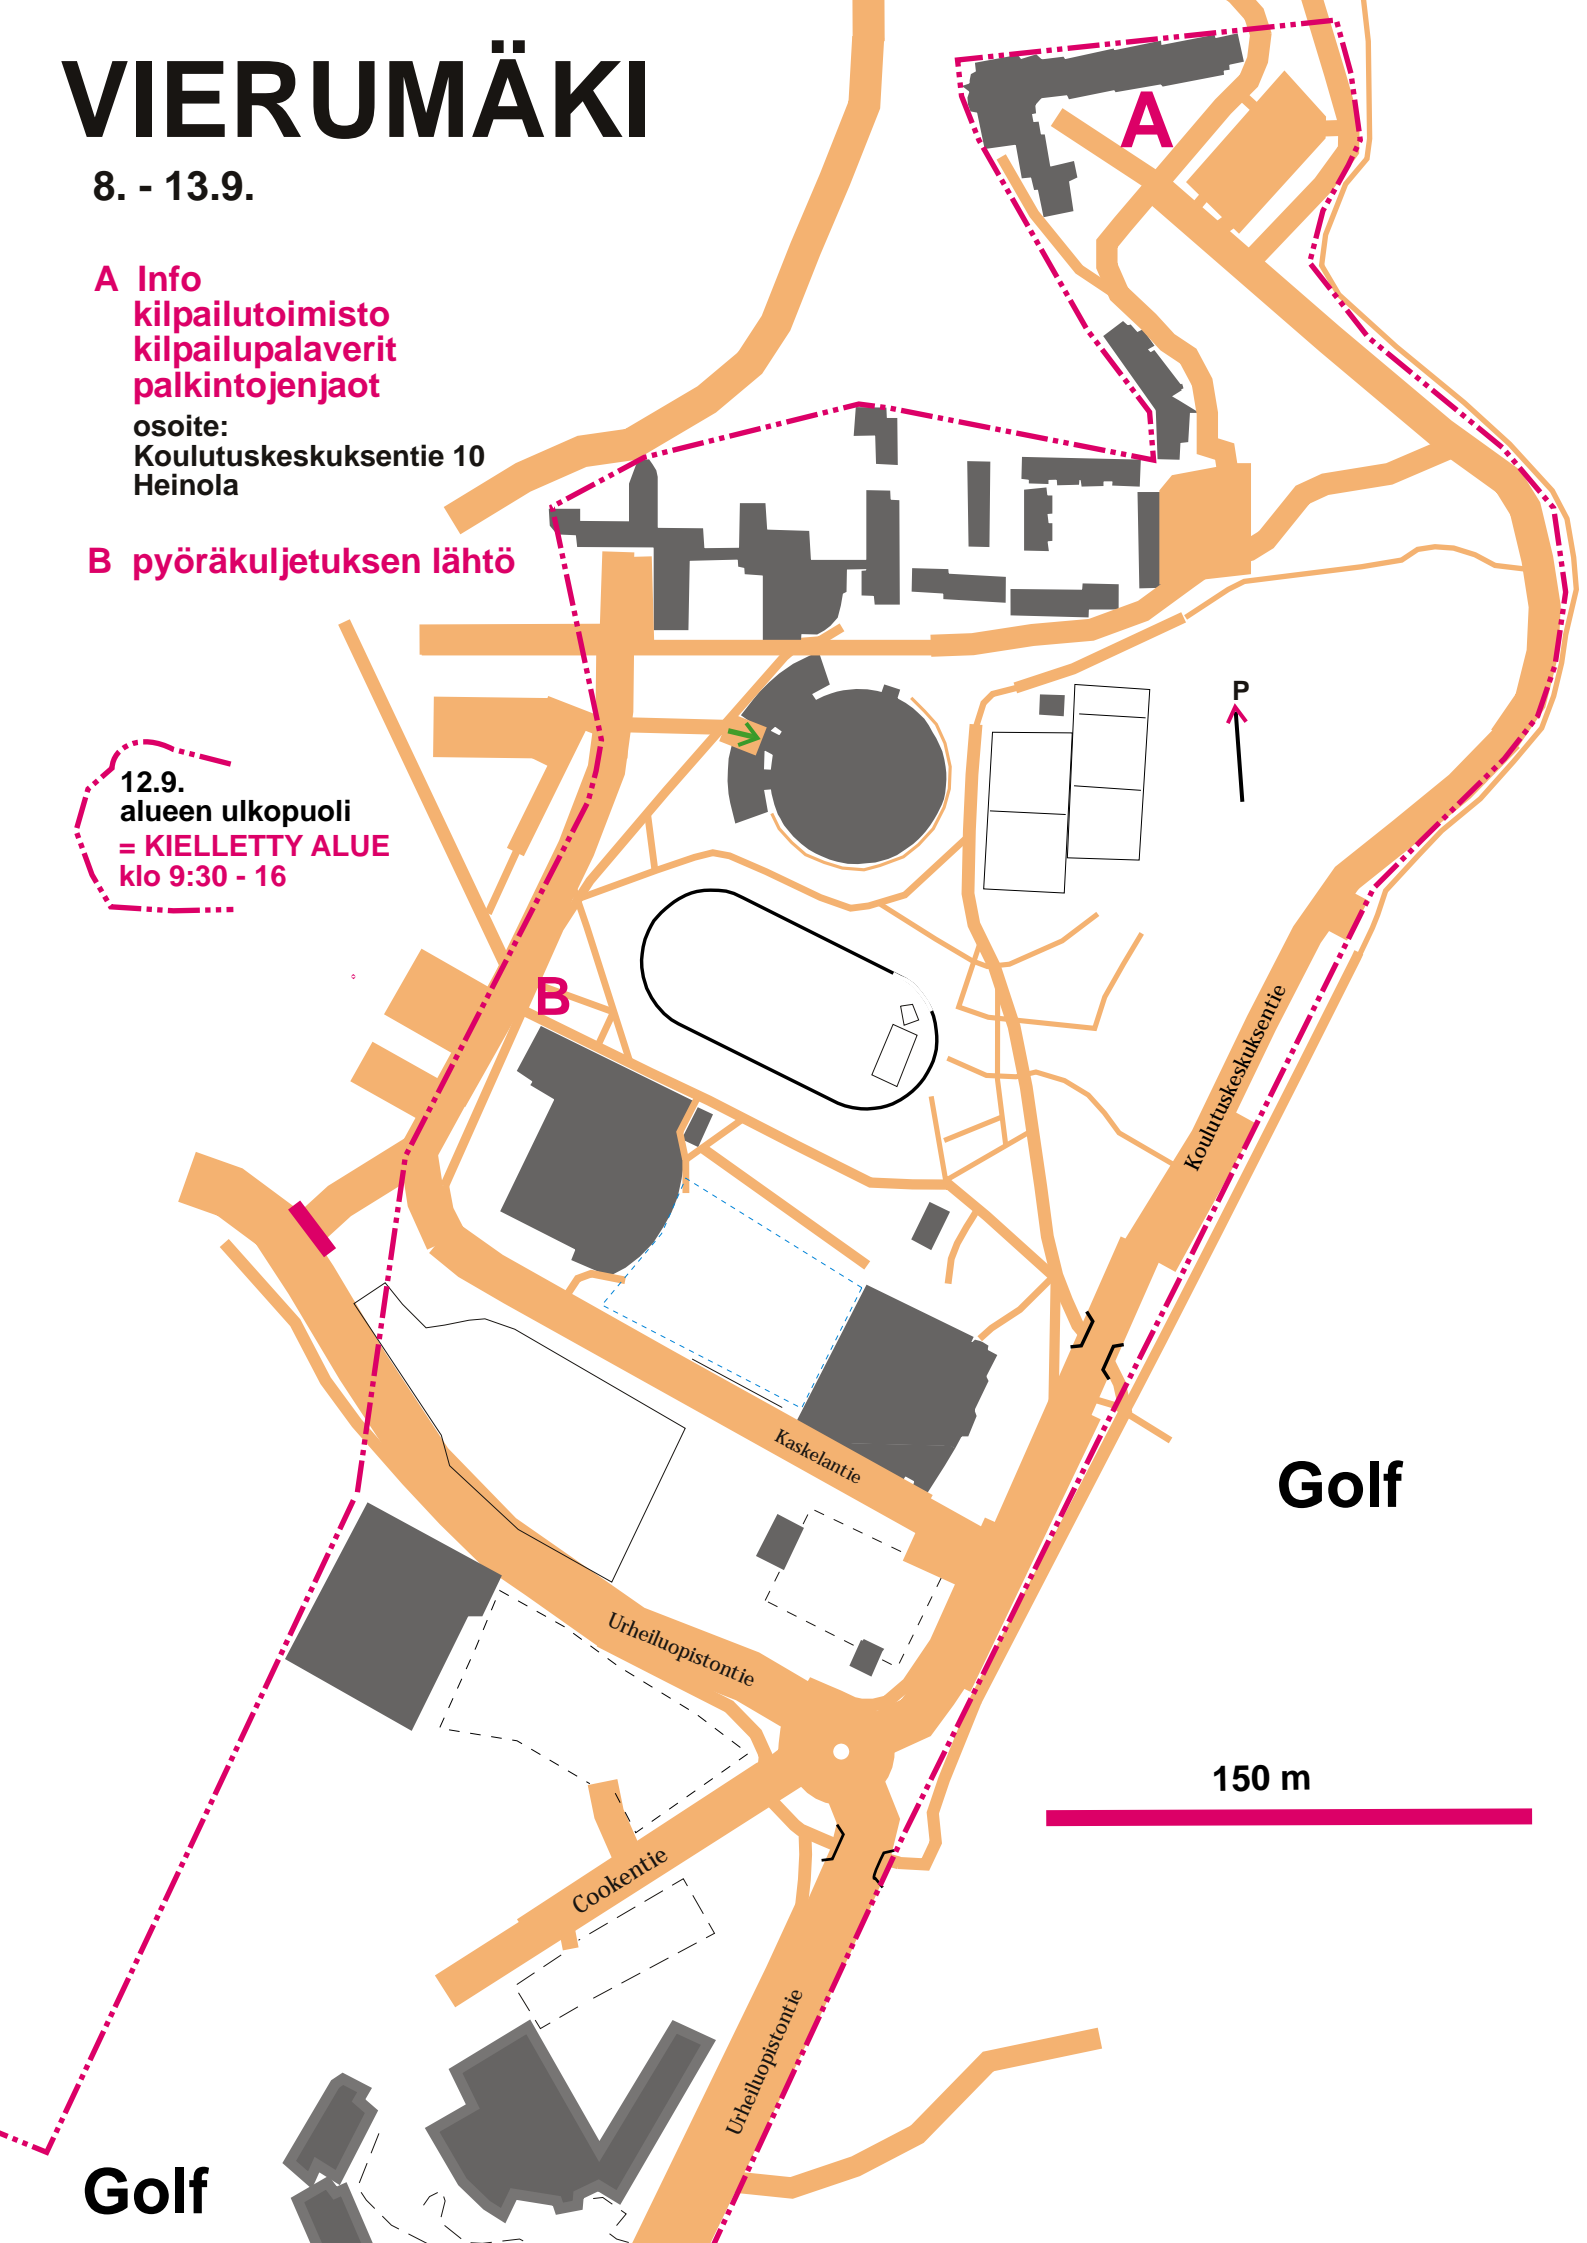 VIERUMÄKI
8. - 13.9.
A Info
kilpailutoimisto
kilpailupalaverit
palkintojenjaot
osoite:
Koulutuskeskuksentie 10
Heinola
B pyöräkuljetuksen lähtö
12.9.
alueen ulkopuoli
= KIELLETTY ALUE
klo 9:30 - 16
A
P
B
Koulutuskeskuksentie
Kaskelantie
Golf
Urheiluopistontie
150 m
Cookentie
Urheiluopistontie
Golf